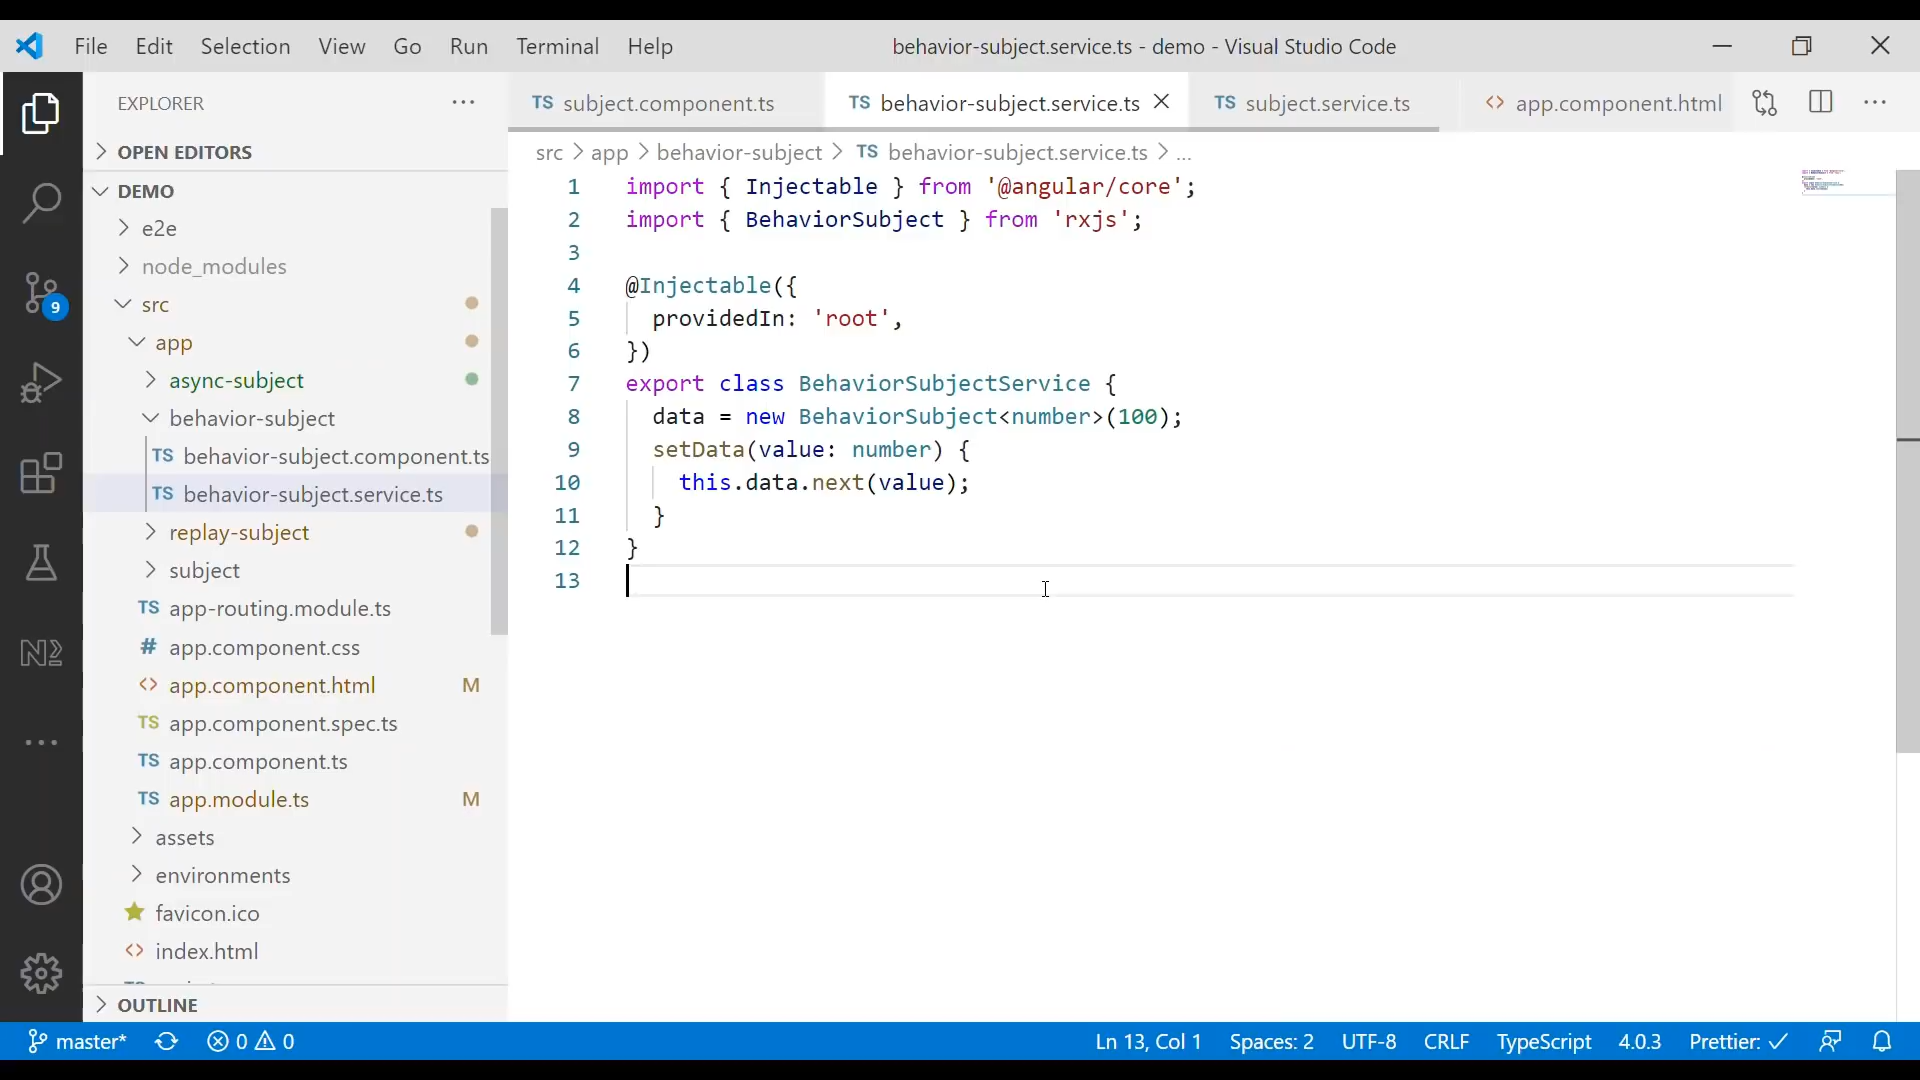 File Edit Selection View Go Run Terminal Help behavior-subject.service.ts - demo - Visual Studio Code
EXPLORER
TS subject.component.ts TS behavior-subject.service.ts TS subject.service.ts <> app.component.html
OPEN EDITORS
src > app > behavior-subject > TS behavior-subject.service.ts > ...
DEMO
e2e
node_modules
src
app
async-subject
behavior-subject
TS behavior-subject.component.ts
TS behavior-subject.service.ts
replay-subject
subject
TS app-routing.module.ts
# app.component.css
<> app.component.html M
TS app.component.spec.ts
TS app.component.ts
TS app.module.ts M
assets
environments
favicon.ico
<> index.html
OUTLINE
9
1 import { Injectable } from '@angular/core';
2 import { BehaviorSubject } from 'rxjs';
3
4 @Injectable({
5 providedIn: 'root',
6 })
7 export class BehaviorSubjectService {
8 data = new BehaviorSubject<number>(100);
9 setData(value: number) {
10 this.data.next(value);
11 }
12 }
13
master* 0 0 Ln 13, Col 1 Spaces: 2 UTF-8 CRLF TypeScript 4.0.3 Prettier: ✓